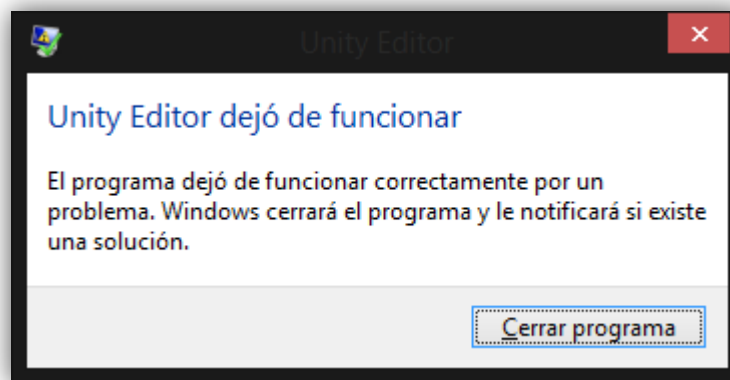 Unity Editor
Unity Editor dejó de funcionar
El programa dejó de funcionar correctamente por un
problema. Windows cerrará el programa y le notificará si existe
una solución.
Cerrar programa